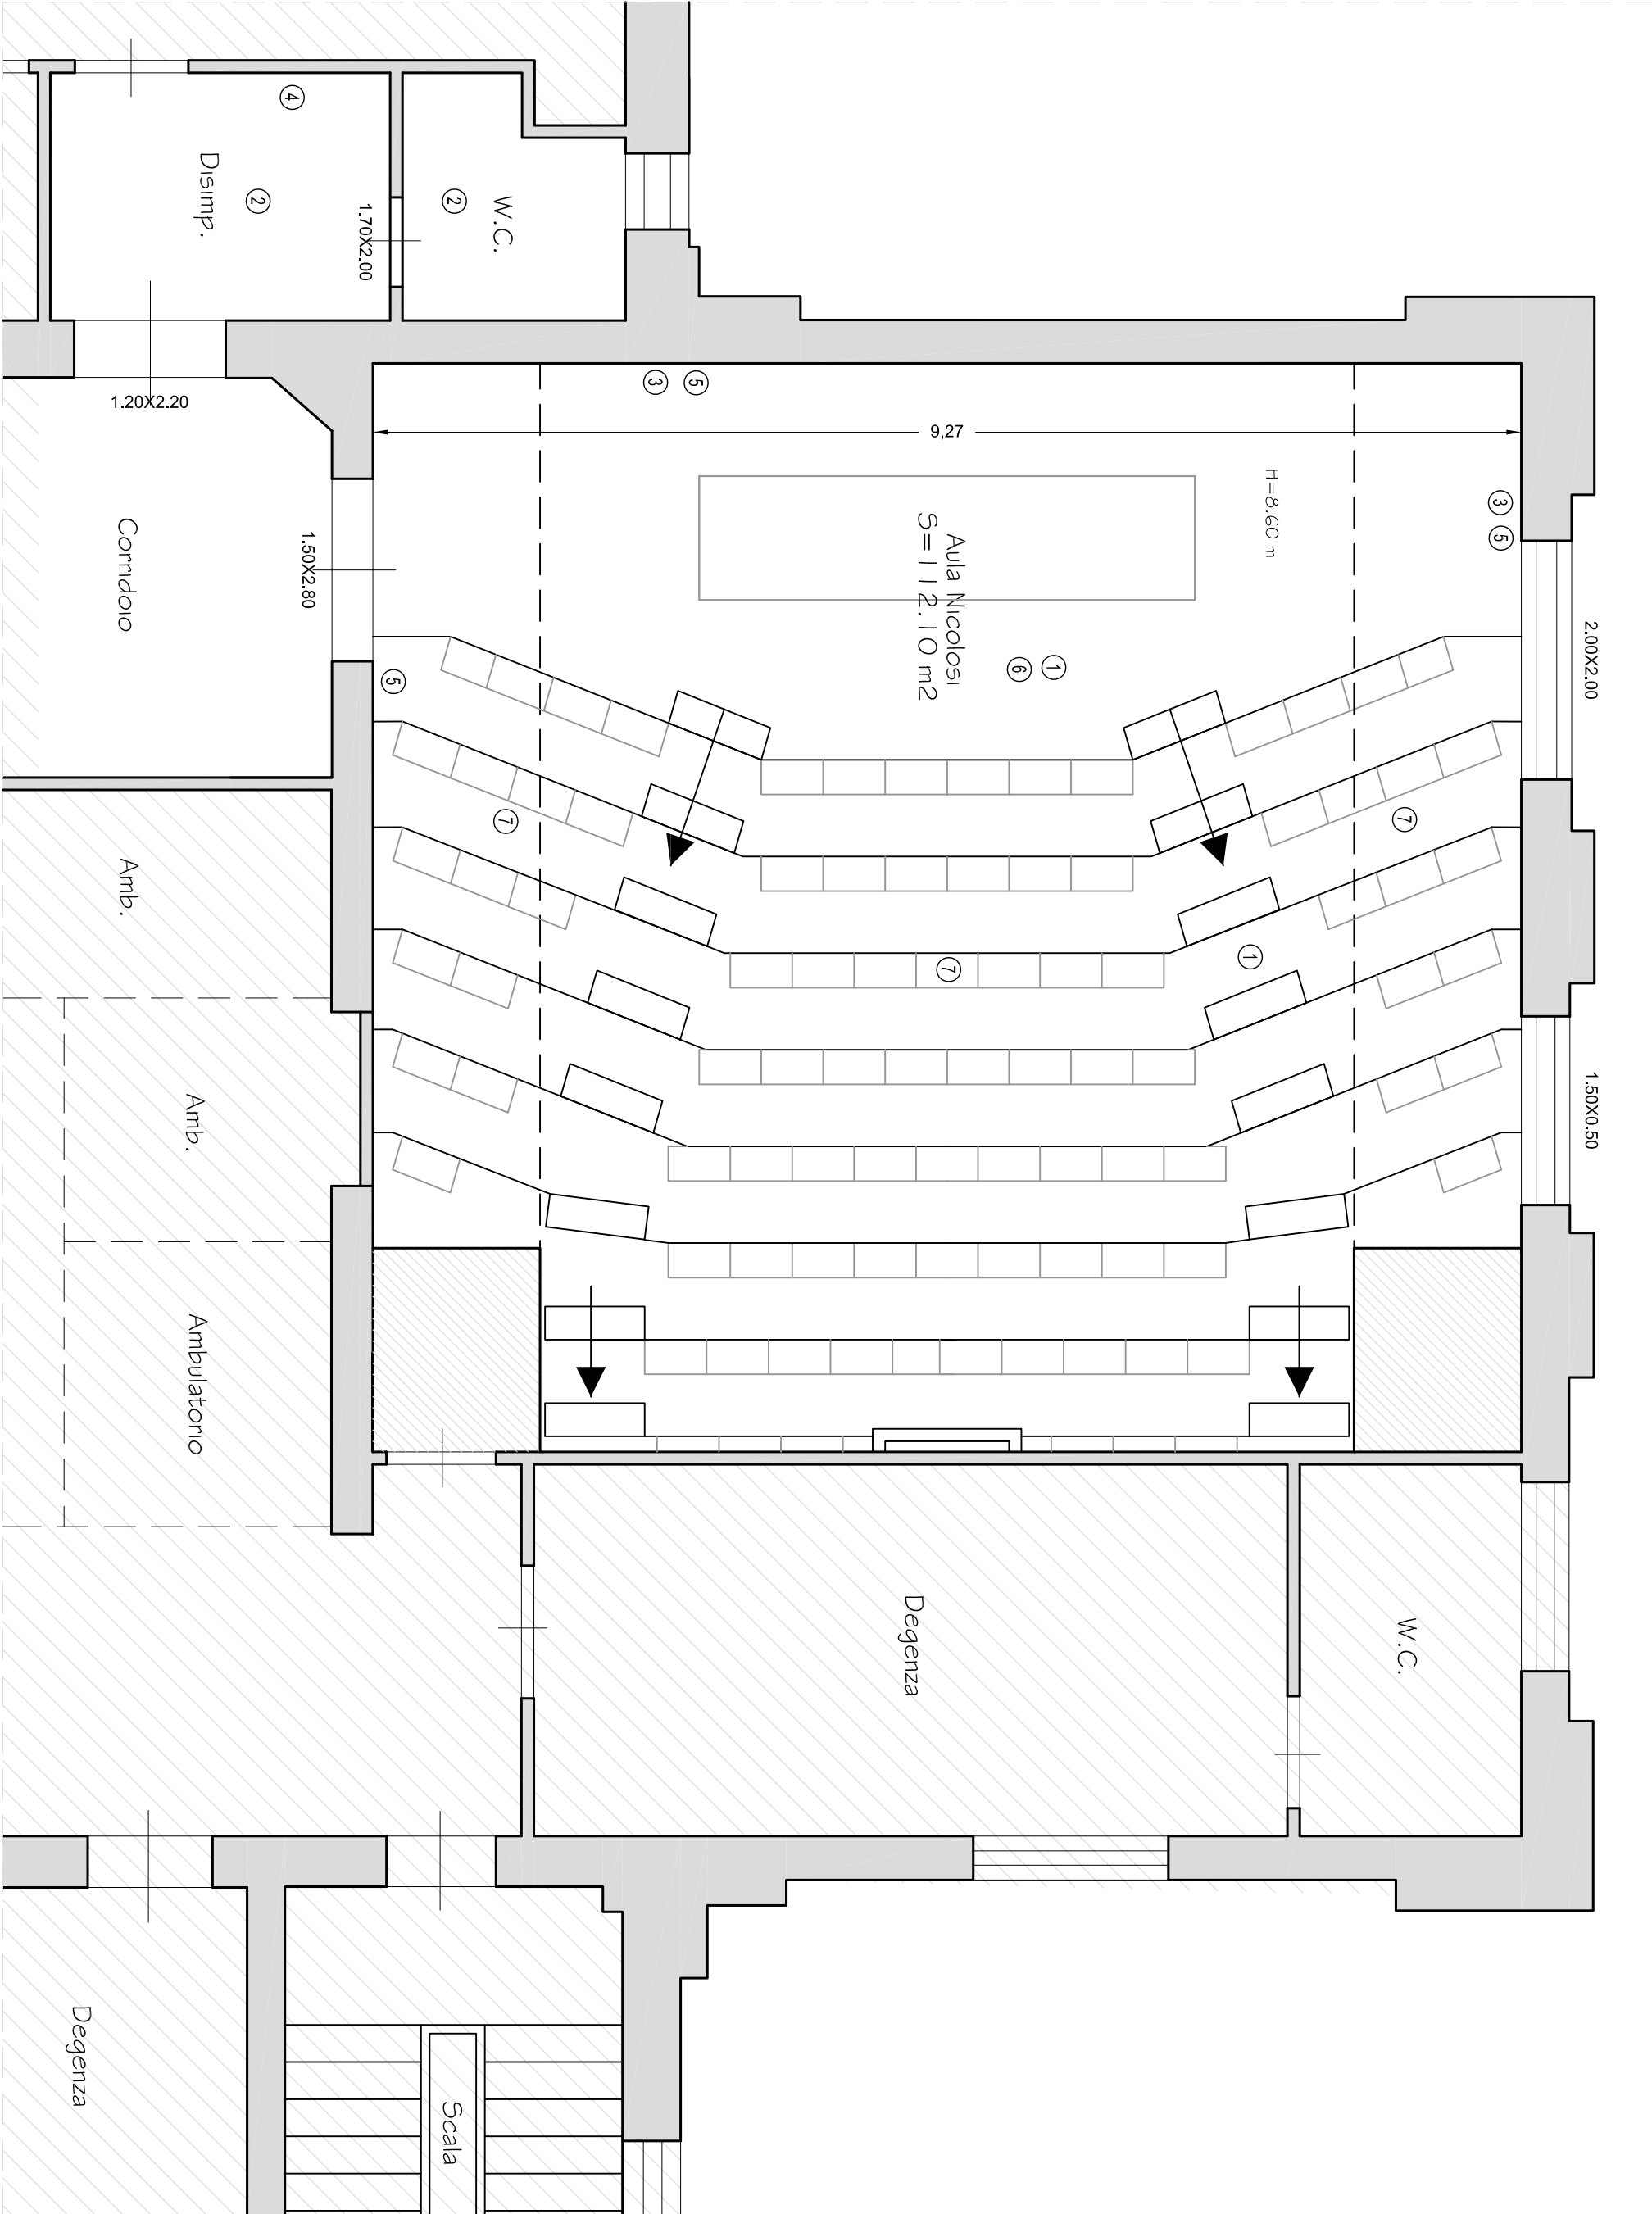 4
Disimp.
2
1.70X2.00
2
W.C.
1.20X2.20
3
5
9,27
H=8.60 m
3
5
Aula Nicolosi
S=112.10 m2
Corridoio
1.50X2.80
2.00X2.00
5
6
1
7
7
Amb.
7
1
Amb.
1.50X0.50
Ambulatorio
Degenza
W.C.
Degenza
Scala